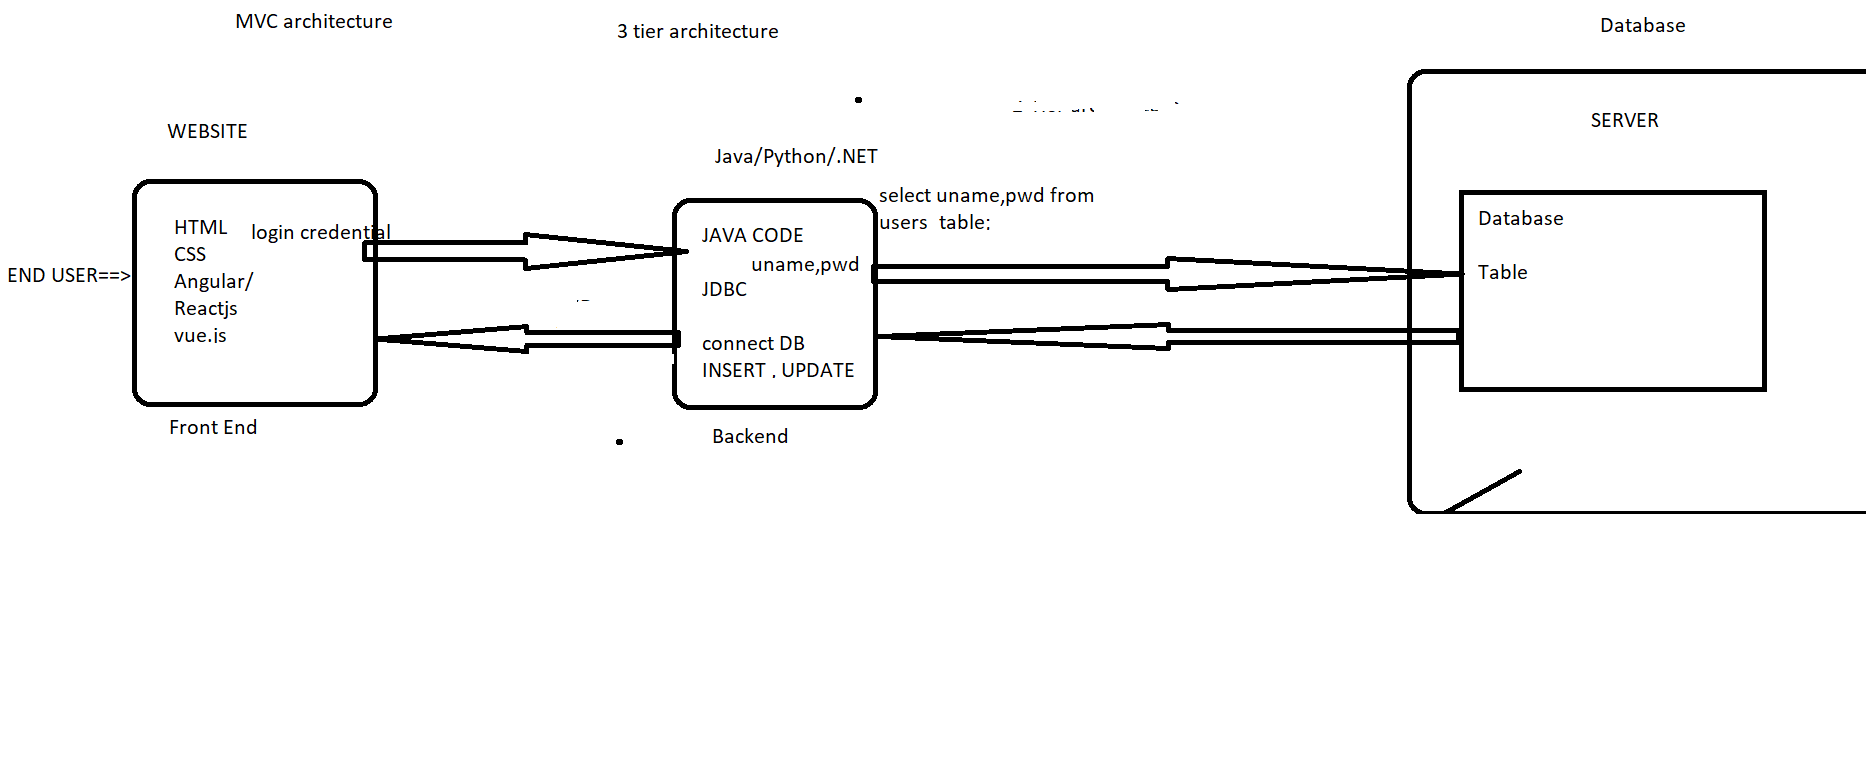 MVC architecture
3 tier architecture
Database
WEBSITE
SERVER
Java/Python/.NET
select uname,pwd from
users table;
HTML
login credential
CSS
Angular/
Reactjs
vue.js
END USER==>
JAVA CODE
uname,pwd
JDBC
connect DB
INSERT , UPDATE
Database
Table
Front End
Backend